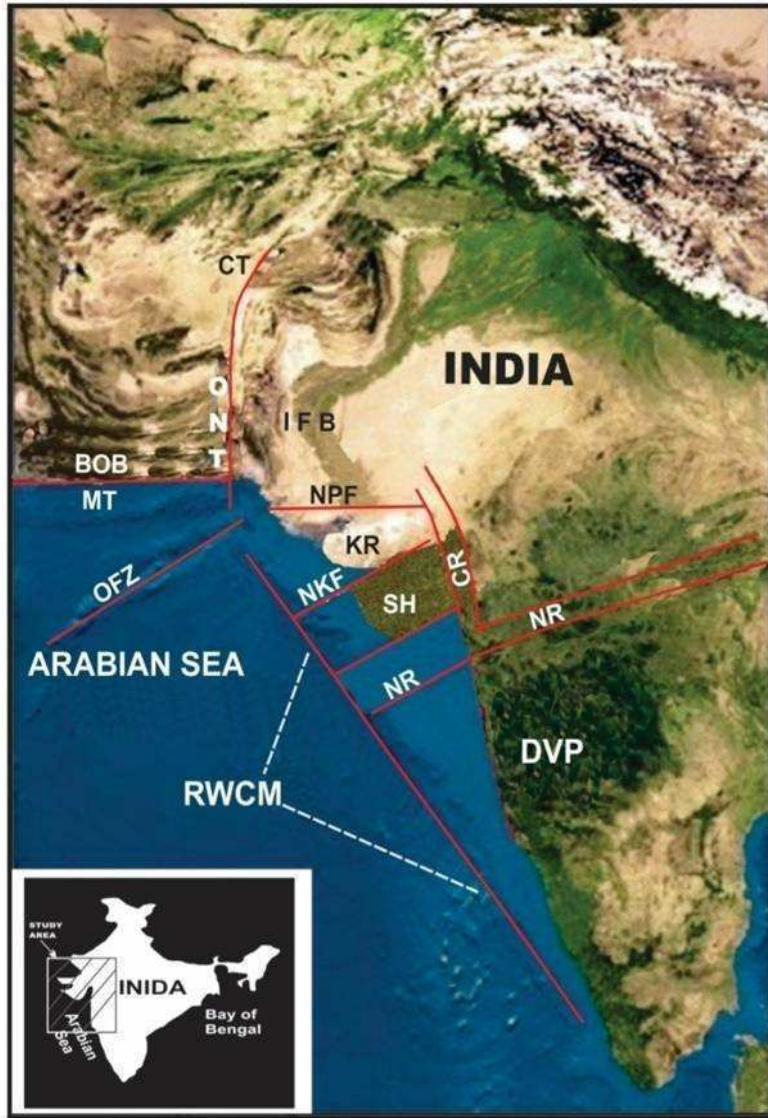 CT
INDIA
ONT
I F B
BOB
MT
NPF
KR
CR
OFZ
NKF
SH
NR
ARABIAN SEA
NR
DVP
RWCM
STUDY
AREA
INIDA
Bay of
Bengal
Arabian
Sea